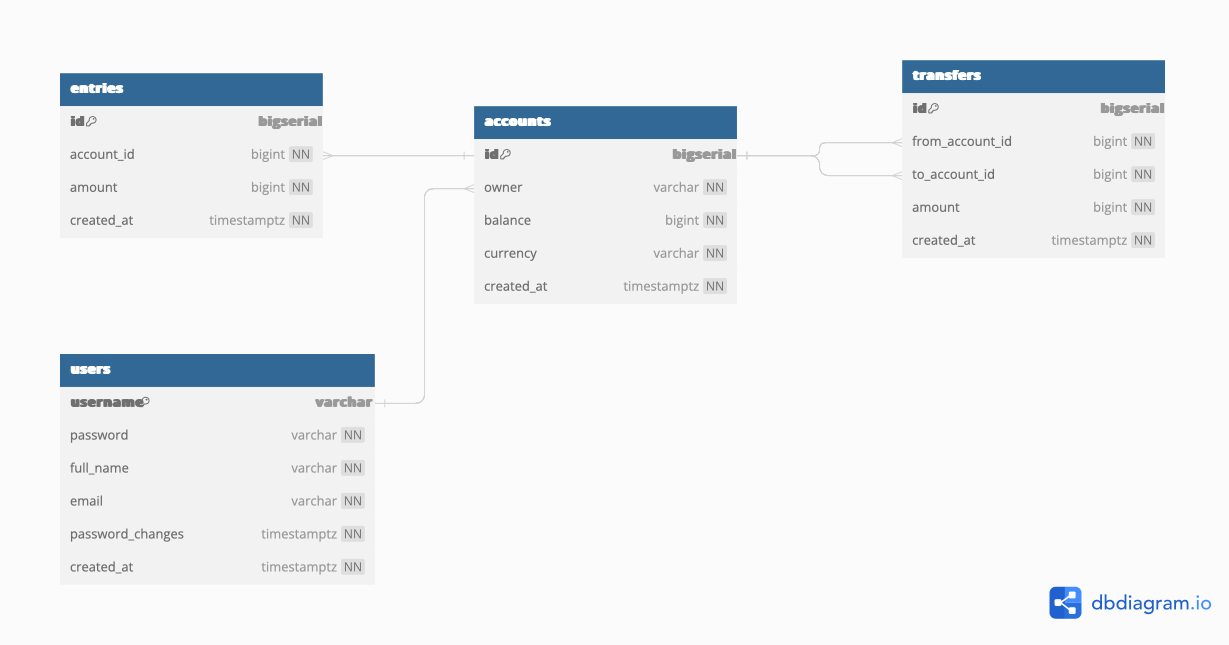 entries
id bigserial
account_id bigint NN
amount bigint NN
created_at timestamptz NN
accounts
id bigserial
owner varchar NN
balance bigint NN
currency varchar NN
created_at timestamptz NN
transfers
id bigserial
from_account_id bigint NN
to_account_id bigint NN
amount bigint NN
created_at timestamptz NN
users
username varchar
password varchar NN
full_name varchar NN
email varchar NN
password_changes timestamptz NN
created_at timestamptz NN
dbdiagram.io